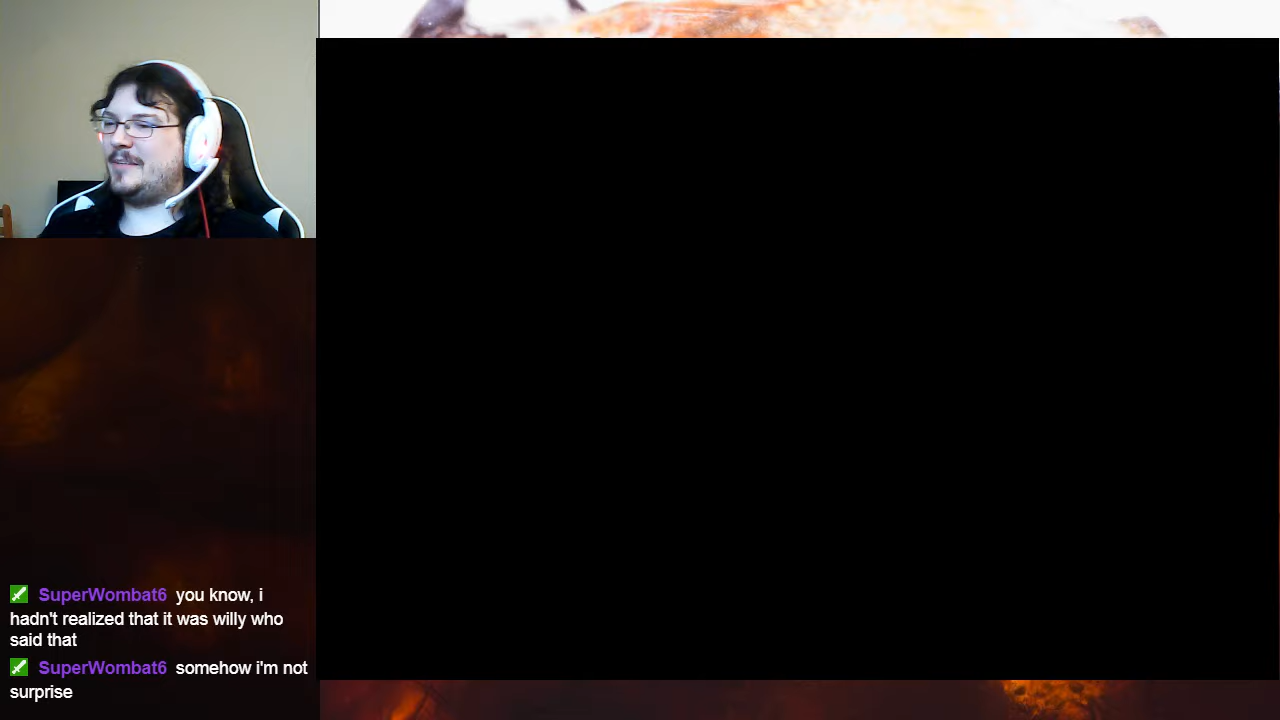 SuperWombat6 you know, i
hadn't realized that it was willy who
said that
SuperWombat6 somehow i'm not
surprise